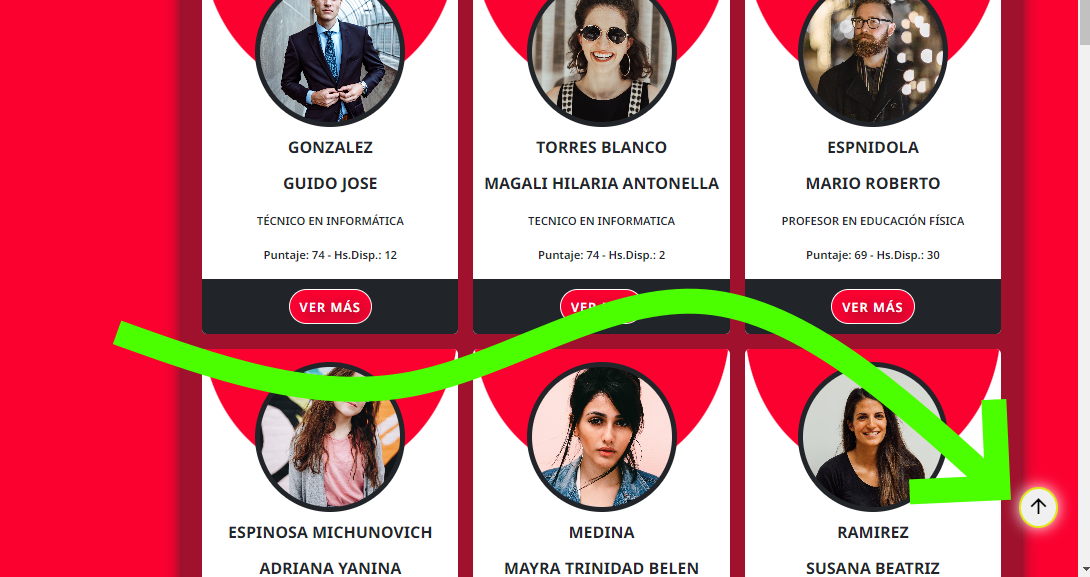 GONZALEZ
GUIDO JOSE
TÉCNICO EN INFORMÁTICA
Puntaje: 74 - Hs.Disp.: 12
VER MÁS
TORRES BLANCO
MAGALI HILARIA ANTONELLA
TECNICO EN INFORMATICA
Puntaje: 74 - Hs.Disp.: 2
VER
ESPNIDOLA
MARIO ROBERTO
PROFESOR EN EDUCACIÓN FÍSICA
Puntaje: 69 - Hs.Disp.: 30
VER MÁS
ESPINOSA MICHUNOVICH
ADRIANA YANINA
MEDINA
MAYRA TRINIDAD BELEN
RAMIREZ
SUSANA BEATRIZ